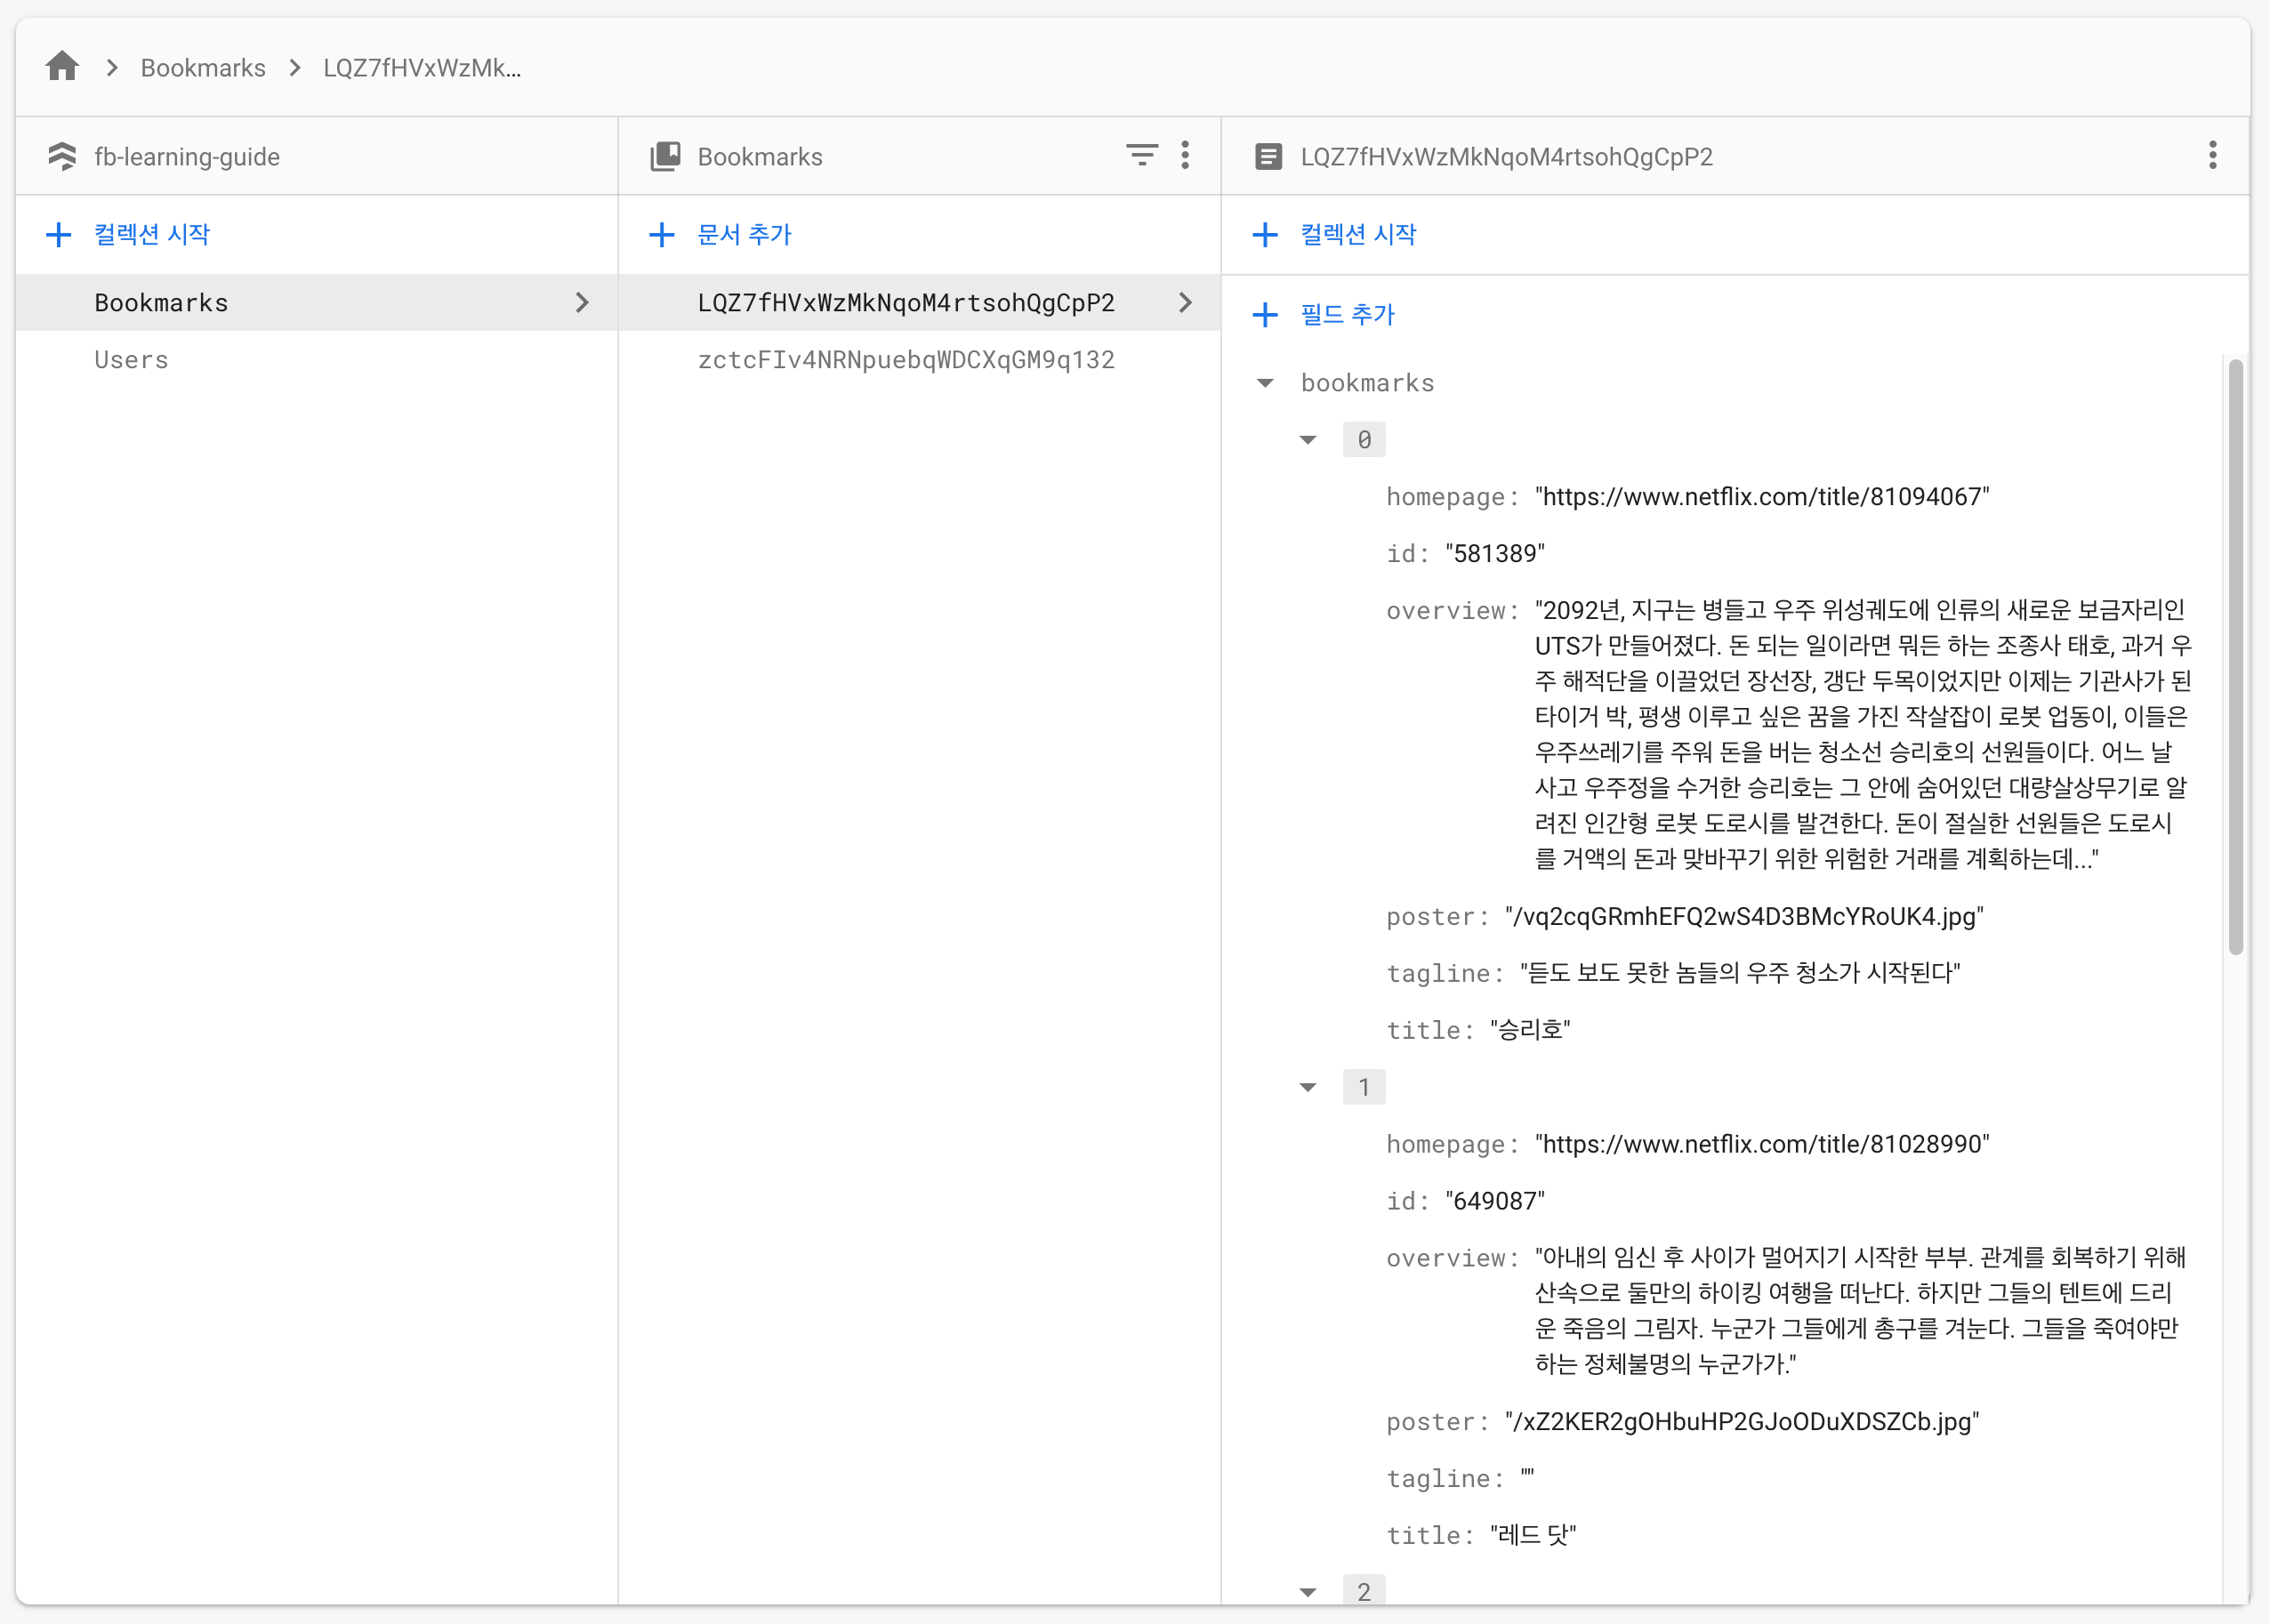 Bookmarks
LQZ7fHVxWzMk...
fb-learning-guide
컬렉션 시작
Bookmarks
Users
Bookmarks
문서 추가
LQZ7fHVxWzMkNqoM4rtsohQgCpP2
zctcFIv4NRNpuebqWDCXqGM9q132
LQZ7fHVxWzMkNqoM4rtsohQgCpP2
컬렉션 시작
필드 추가
bookmarks
0
homepage: "https://www.netflix.com/title/81094067"
id: "581389"
overview: "2092년, 지구는 병들고 우주 위성궤도에 인류의 새로운 보금자리인
UTS가 만들어졌다. 돈 되는 일이라면 뭐든 하는 조종사 태호, 과거 우
주 해적단을 이끌었던 장선장, 갱단 두목이었지만 이제는 기관사가 된
타이거 박, 평생 이루고 싶은 꿈을 가진 작살잡이 로봇 업동이, 이들은
우주쓰레기를 주워 돈을 버는 청소선 승리호의 선원들이다. 어느 날
사고 우주정을 수거한 승리호는 그 안에 숨어있던 대량살상무기로 알
려진 인간형 로봇 도로시를 발견한다. 돈이 절실한 선원들은 도로시
를 거액의 돈과 맞바꾸기 위한 위험한 거래를 계획하는데..."
poster: "/vq2cqGRmhEFQ2wS4D3BMcYRoUK4.jpg"
tagline: "듣도 보도 못한 놈들의 우주 청소가 시작된다"
title: "승리호"
1
homepage: "https://www.netflix.com/title/81028990"
id: "649087"
overview: "아내의 임신 후 사이가 멀어지기 시작한 부부. 관계를 회복하기 위해
산속으로 둘만의 하이킹 여행을 떠난다. 하지만 그들의 텐트에 드리
운 죽음의 그림자. 누군가 그들에게 총구를 겨눈다. 그들을 죽여야만
하는 정체불명의 누군가가."
poster: "/xZ2KER2gOHbuHP2GJoODuXDSZCb.jpg"
tagline: ""
title: "레드 닷"
2